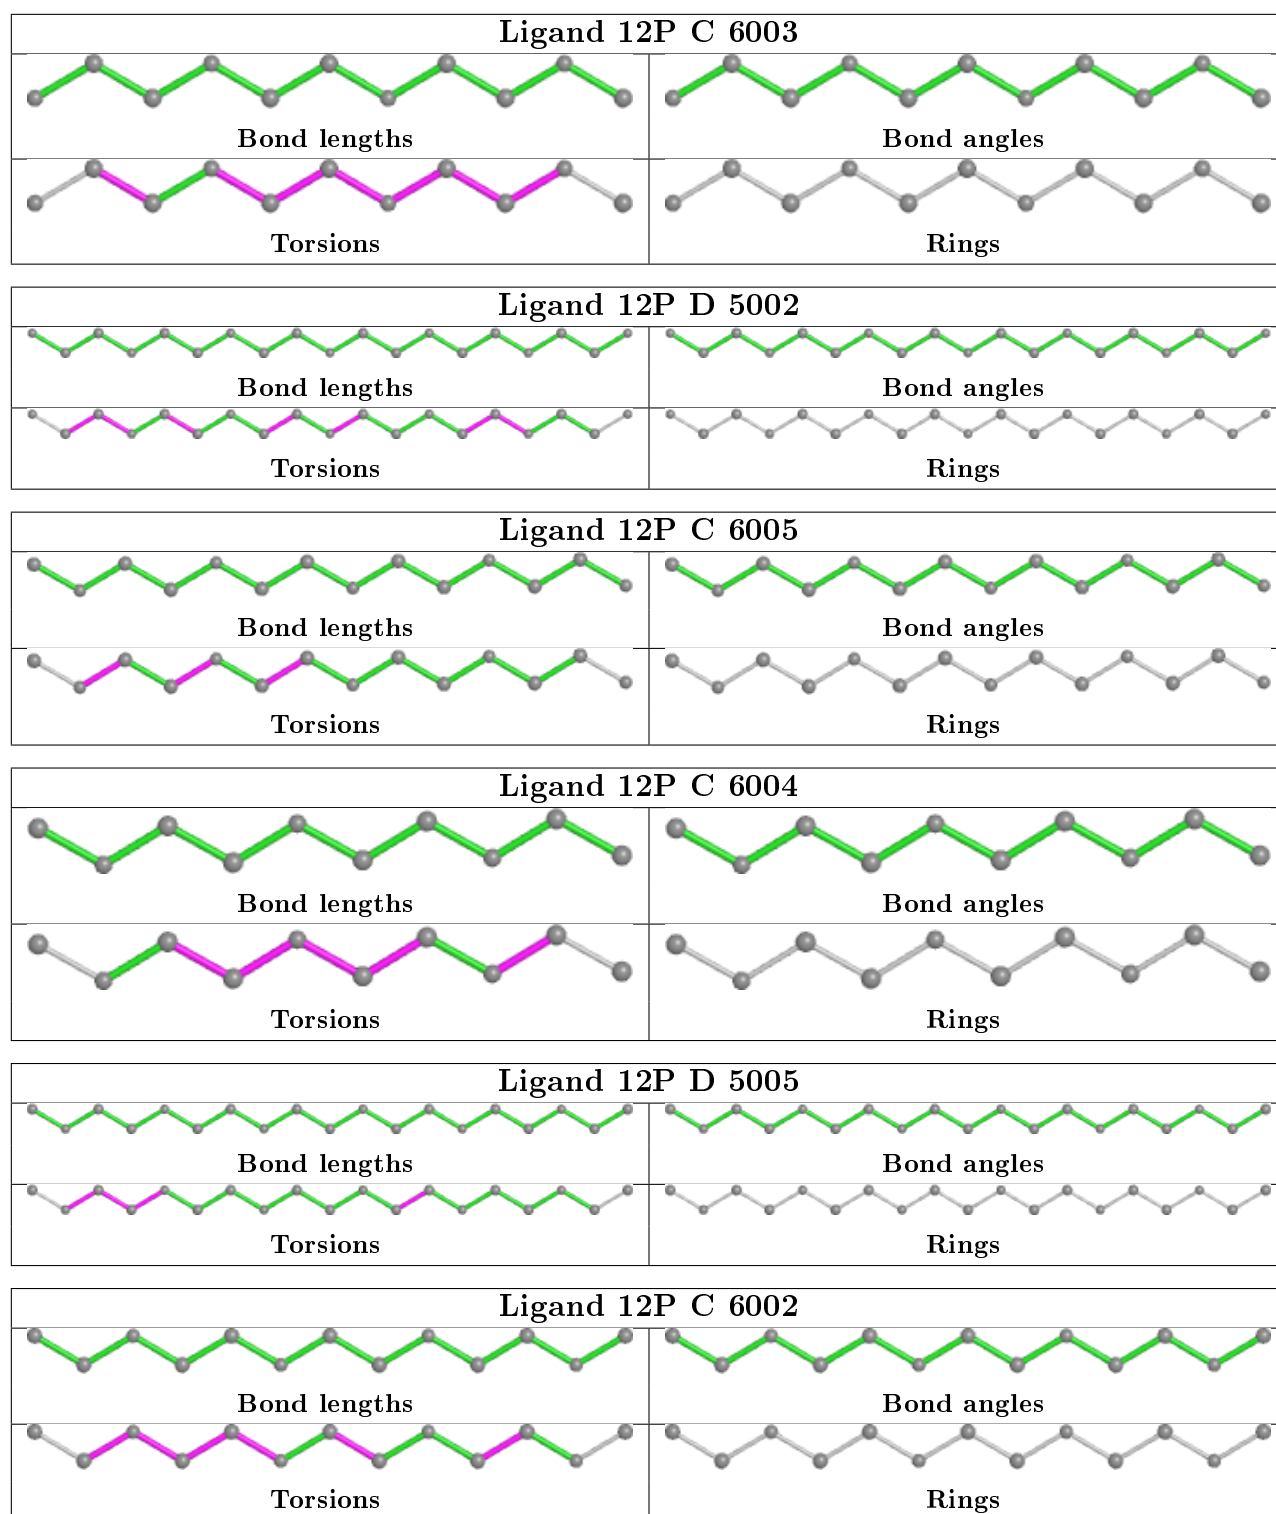 Ligand 12P C 6003
Bond lengths
Bond angles
Torsions
Rings
Ligand 12P D 5002
Bond lengths
Bond angles
Torsions
Rings
Ligand 12P C 6005
Bond lengths
Bond angles
Torsions
Rings
Ligand 12P C 6004
Bond lengths
Bond angles
Torsions
Rings
Ligand 12P D 5005
Bond lengths
Bond angles
Torsions
Rings
Ligand 12P C 6002
Bond lengths
Bond angles
Torsions
Rings